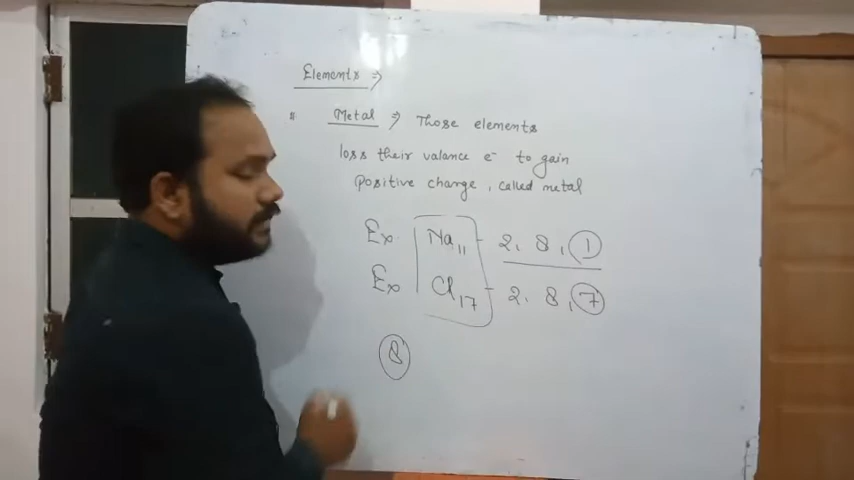 Elements ⇒
* Metal ⇒ Those elements
loss their valance e⁻ to gain
positive charge, called metal
Ex Na₁₁ - 2, 8, 1
Ex Cl₁₇ - 2, 8, 7
8